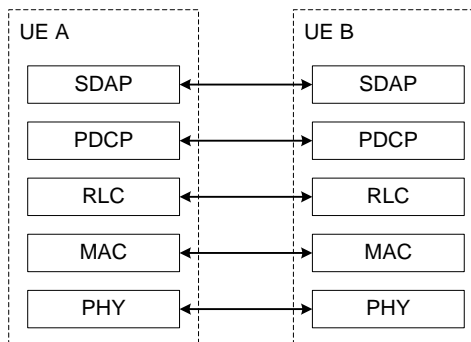 UE A UE B
SDAP SDAP
PDCP PDCP
RLC RLC
MAC MAC
PHY PHY